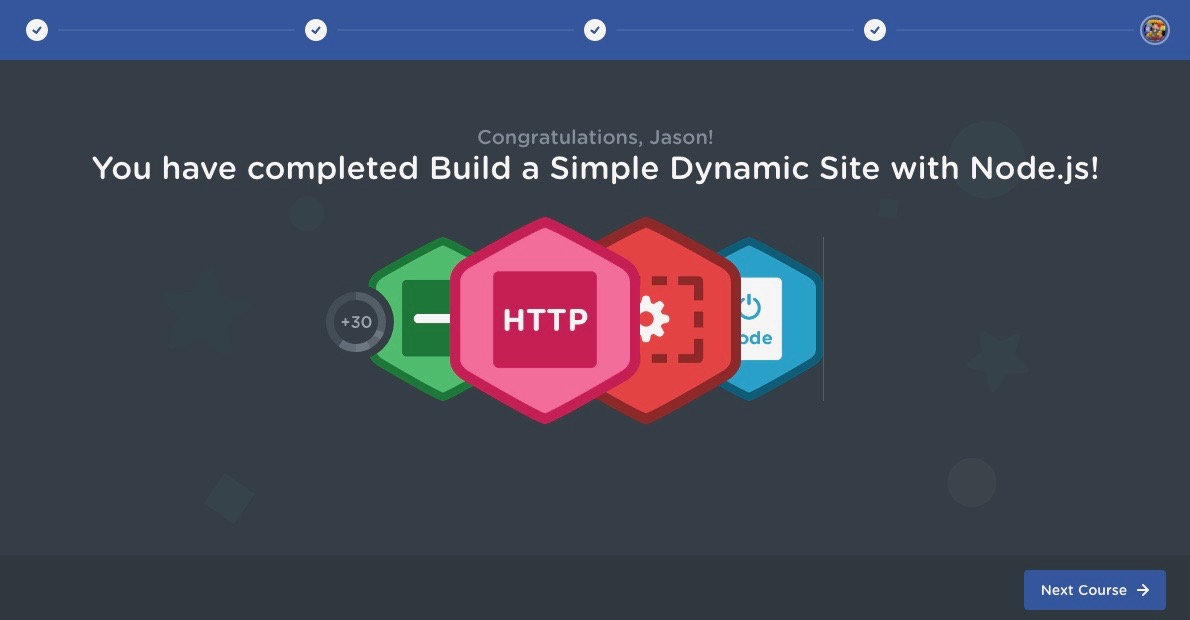 Congratulations, Jason!
You have completed Build a Simple Dynamic Site with Node.js!
+30
HTTP
ode
Next Course